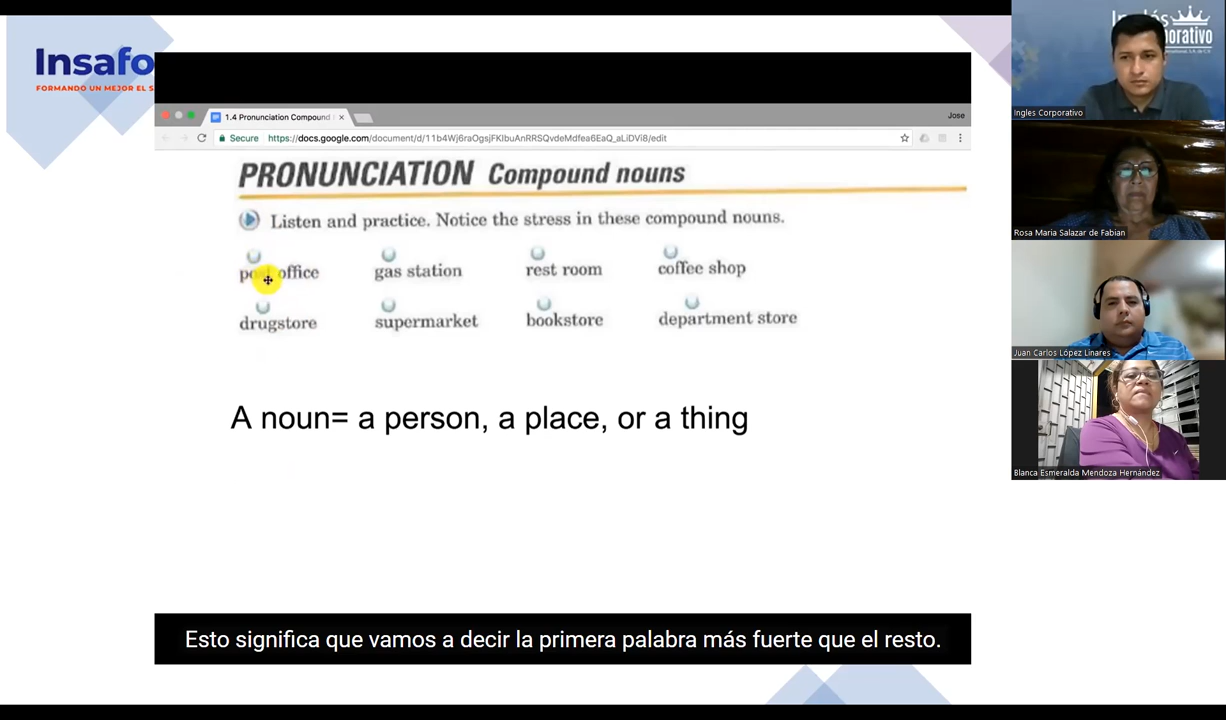 Insafo
FORMANDO UN MEJOR EL S
1.4 Pronunciation Compound
Jose
Secure https://docs.google.com/document/d/11b4Wj6raOgsjFKlbuAnRRSQvdeMdfea6EaQ_aLiDVi8/edit
PRONUNCIATION Compound nouns
Listen and practice. Notice the stress in these compound nouns.
post office gas station rest room coffee shop
drugstore supermarket bookstore department store
A noun= a person, a place, or a thing
Esto significa que vamos a decir la primera palabra más fuerte que el resto.
Ingles Corporativo
Rosa Maria Salazar de Fabian
Juan Carlos López Linares
Blanca Esmeralda Mendoza Hernández